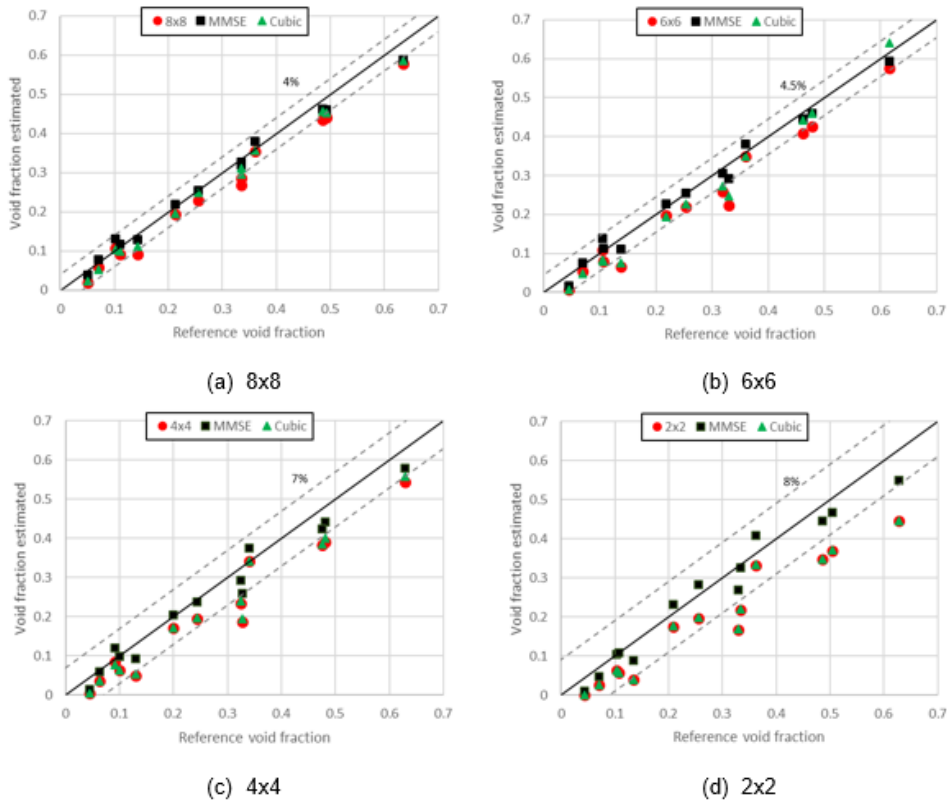 8x8 MMSE Cubic
Void fraction estimated
0.7
0.6
0.5
0.4
0.3
0.2
0.1
0
4%
0 0.1 0.2 0.3 0.4 0.5 0.6 0.7
Reference void fraction
(a) 8x8
6x6 MMSE Cubic
Void fraction estimated
0.7
0.6
0.5
0.4
0.3
0.2
0.1
0
4.5%
0 0.1 0.2 0.3 0.4 0.5 0.6 0.7
Reference void fraction
(b) 6x6
4x4 MMSE Cubic
Void fraction estimated
0.7
0.6
0.5
0.4
0.3
0.2
0.1
0
7%
0 0.1 0.2 0.3 0.4 0.5 0.6 0.7
Reference void fraction
(c) 4x4
2x2 MMSE Cubic
Void fraction estimated
0.7
0.6
0.5
0.4
0.3
0.2
0.1
0
8%
0 0.1 0.2 0.3 0.4 0.5 0.6 0.7
Reference void fraction
(d) 2x2